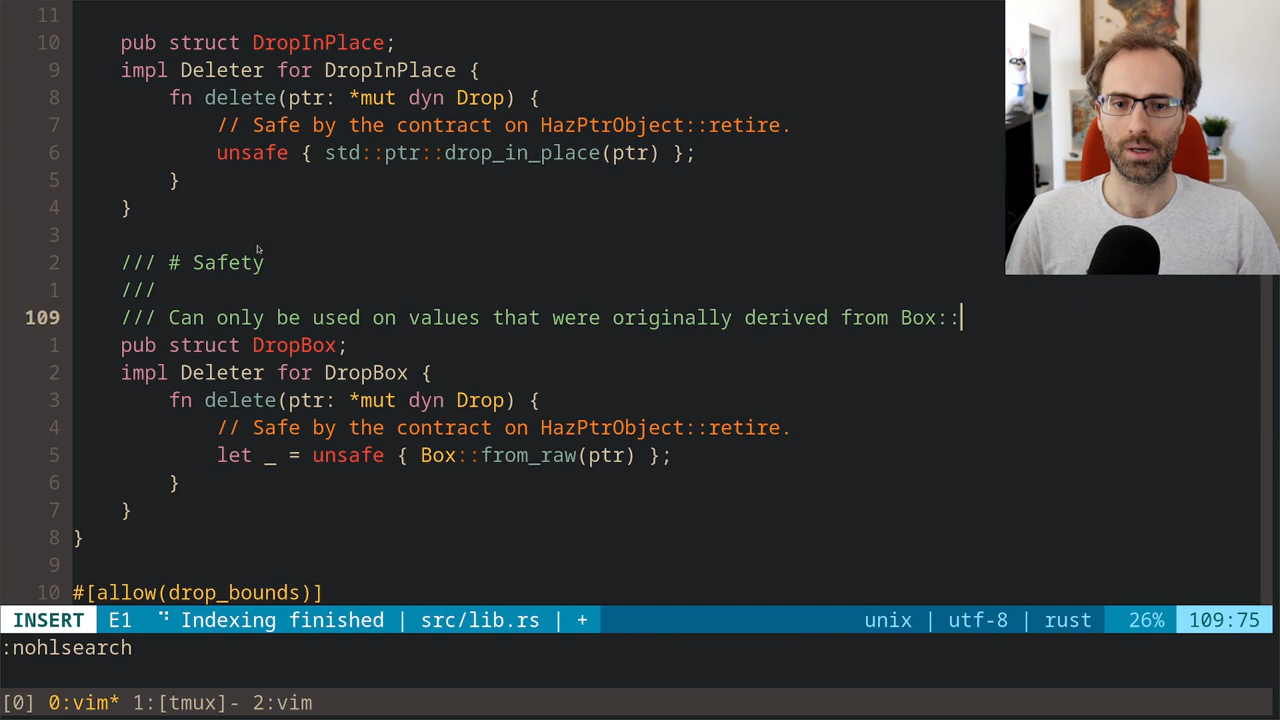 11
10 pub struct DropInPlace;
9 impl Deleter for DropInPlace {
8 fn delete(ptr: *mut dyn Drop) {
7 // Safe by the contract on HazPtrObject::retire.
6 unsafe { std::ptr::drop_in_place(ptr) };
5 }
4 }
3
2 /// # Safety
1 ///
109 /// Can only be used on values that were originally derived from Box::
1 pub struct DropBox;
2 impl Deleter for DropBox {
3 fn delete(ptr: *mut dyn Drop) {
4 // Safe by the contract on HazPtrObject::retire.
5 let _ = unsafe { Box::from_raw(ptr) };
6 }
7 }
8 }
9
10 #[allow(drop_bounds)]
INSERT E1 ⠹ Indexing finished | src/lib.rs | + unix | utf-8 | rust 26% 109:75
:nohlsearch
[0] 0:vim* 1:[tmux]- 2:vim